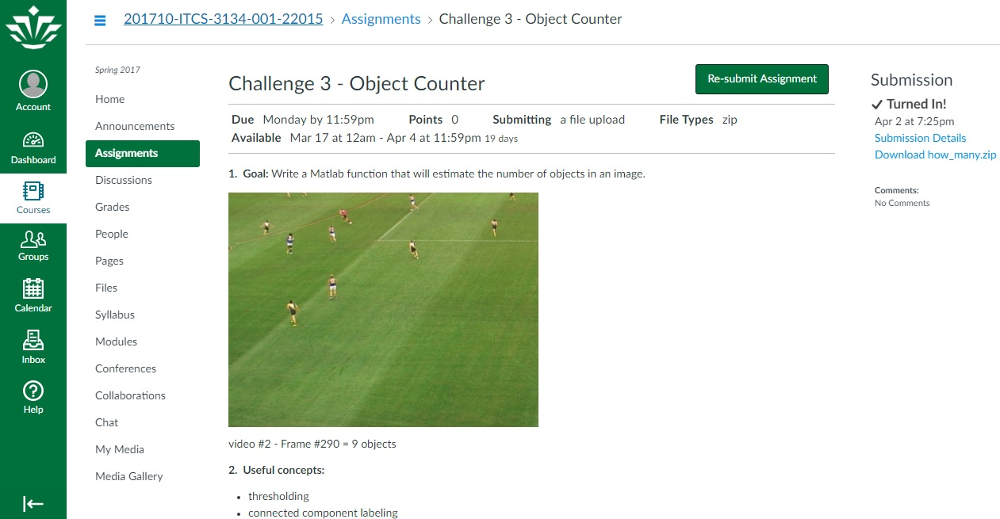 201710-ITCS-3134-001-22015 > Assignments > Challenge 3 - Object Counter
Account
Dashboard
Courses
Groups
Calendar
Inbox
Help
Spring 2017
Home
Announcements
Assignments
Discussions
Grades
People
Pages
Files
Syllabus
Modules
Conferences
Collaborations
Chat
My Media
Media Gallery
Challenge 3 - Object Counter
Re-submit Assignment
Due Monday by 11:59pm Points 0 Submitting a file upload File Types zip
Available Mar 17 at 12am - Apr 4 at 11:59pm 19 days
1. Goal: Write a Matlab function that will estimate the number of objects in an image.
video #2 - Frame #290 = 9 objects
2. Useful concepts:
• thresholding
• connected component labeling
Submission
✓ Turned In!
Apr 2 at 7:25pm
Submission Details
Download how_many.zip
Comments:
No Comments